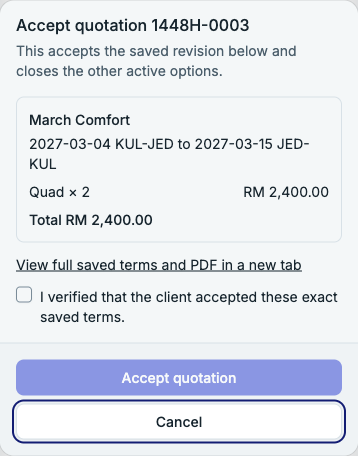 Accept quotation 1448H-0003
This accepts the saved revision below and
closes the other active options.
March Comfort
2027-03-04 KUL-JED to 2027-03-15 JED-
KUL
Quad × 2 RM 2,400.00
Total RM 2,400.00
View full saved terms and PDF in a new tab
I verified that the client accepted these exact
saved terms.
Accept quotation
Cancel